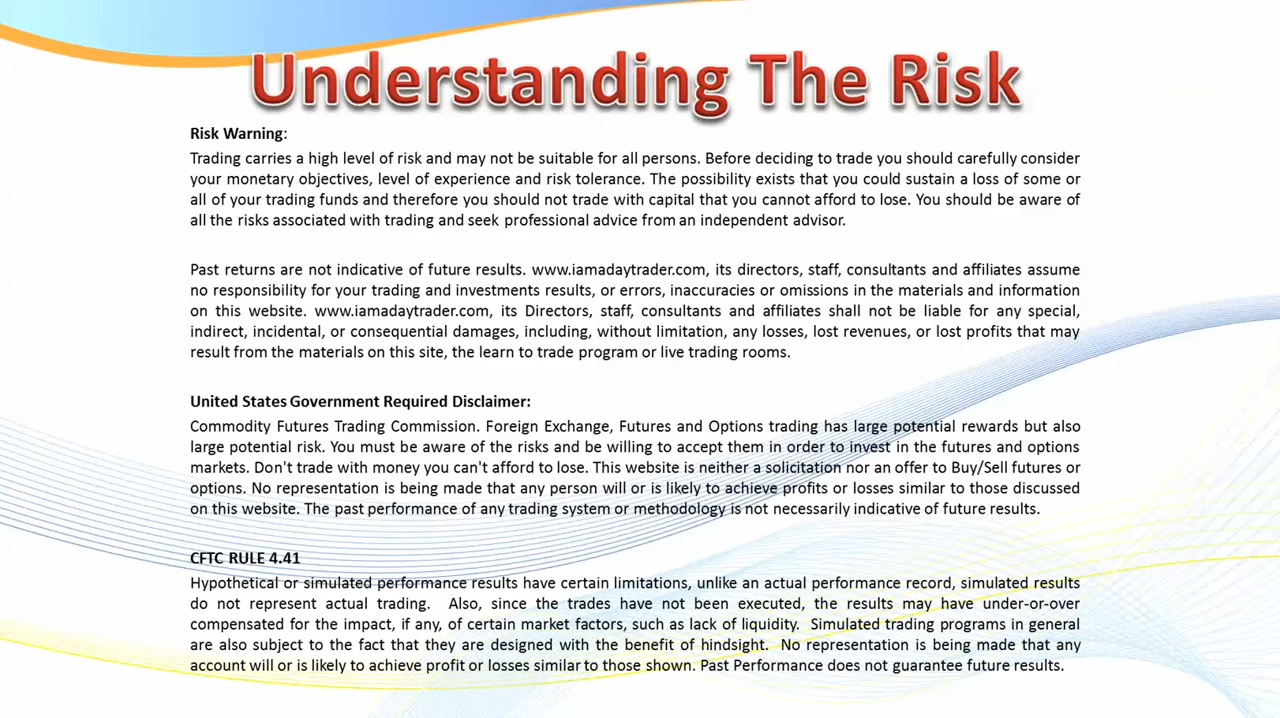 Understanding The Risk
Risk Warning:
Trading carries a high level of risk and may not be suitable for all persons. Before deciding to trade you should carefully consider
your monetary objectives, level of experience and risk tolerance. The possibility exists that you could sustain a loss of some or
all of your trading funds and therefore you should not trade with capital that you cannot afford to lose. You should be aware of
all the risks associated with trading and seek professional advice from an independent advisor.
Past returns are not indicative of future results. www.iamadaytrader.com, its directors, staff, consultants and affiliates assume
no responsibility for your trading and investments results, or errors, inaccuracies or omissions in the materials and information
on this website. www.iamadaytrader.com, its Directors, staff, consultants and affiliates shall not be liable for any special,
indirect, incidental, or consequential damages, including, without limitation, any losses, lost revenues, or lost profits that may
result from the materials on this site, the learn to trade program or live trading rooms.
United States Government Required Disclaimer:
Commodity Futures Trading Commission. Foreign Exchange, Futures and Options trading has large potential rewards but also
large potential risk. You must be aware of the risks and be willing to accept them in order to invest in the futures and options
markets. Don't trade with money you can't afford to lose. This website is neither a solicitation nor an offer to Buy/Sell futures or
options. No representation is being made that any person will or is likely to achieve profits or losses similar to those discussed
on this website. The past performance of any trading system or methodology is not necessarily indicative of future results.
CFTC RULE 4.41
Hypothetical or simulated performance results have certain limitations, unlike an actual performance record, simulated results
do not represent actual trading. Also, since the trades have not been executed, the results may have under-or-over
compensated for the impact, if any, of certain market factors, such as lack of liquidity. Simulated trading programs in general
are also subject to the fact that they are designed with the benefit of hindsight. No representation is being made that any
account will or is likely to achieve profit or losses similar to those shown. Past Performance does not guarantee future results.